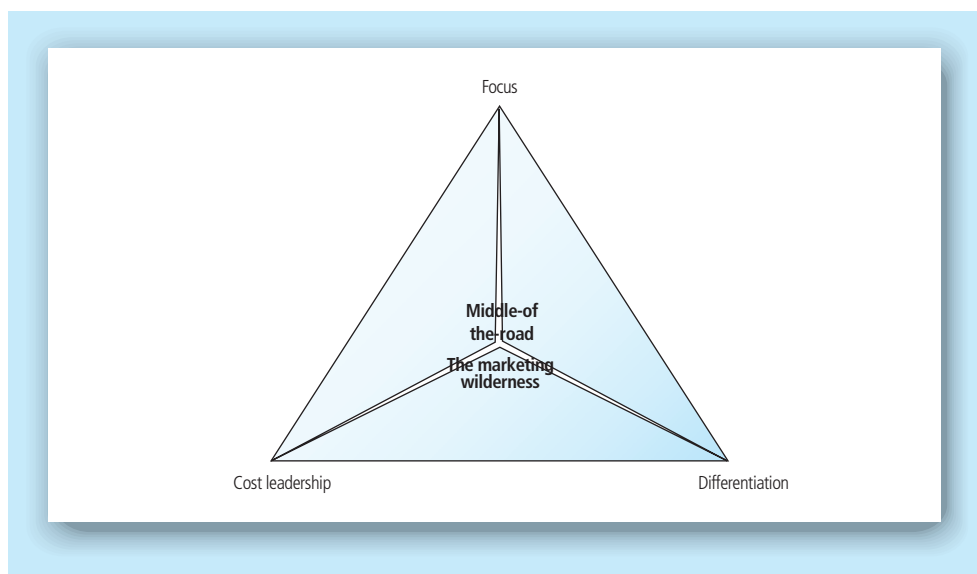 Focus
Middle-of
the-road
The marketing
wilderness
Cost leadership
Differentiation